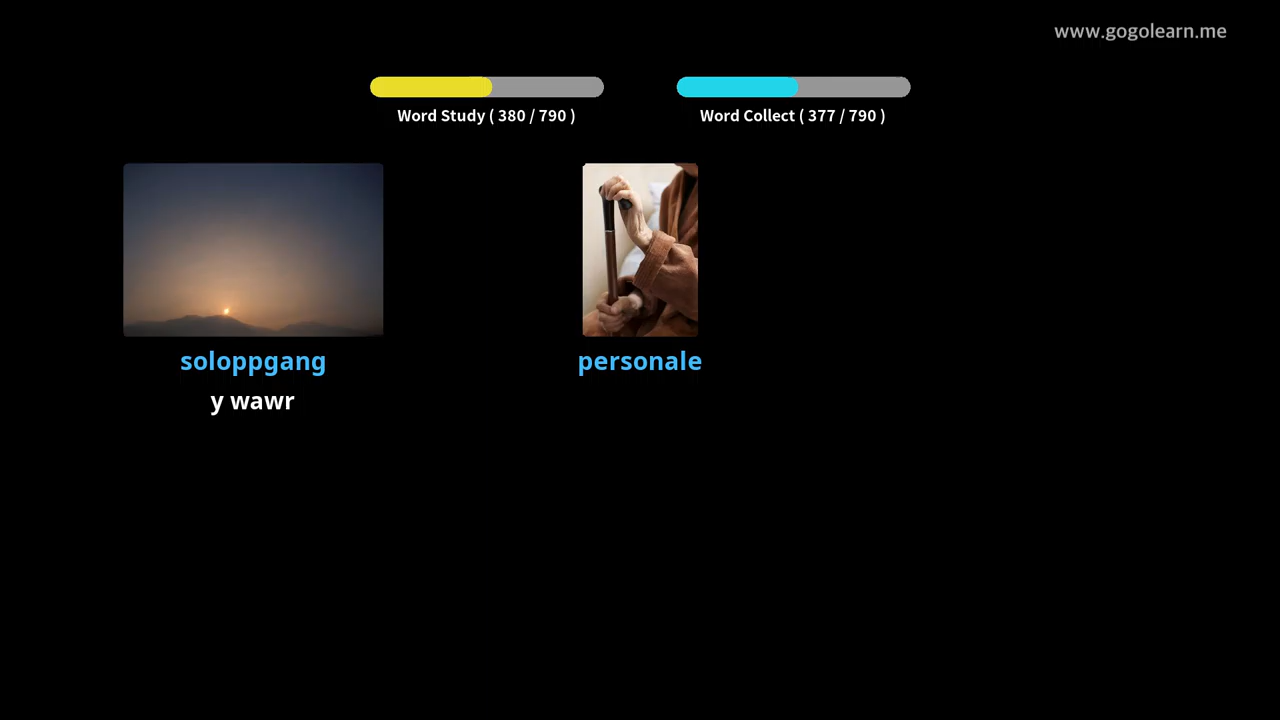 www.gogolearn.me
Word Study ( 380 / 790 )
Word Collect ( 377 / 790 )
soloppgang
y wawr
personale